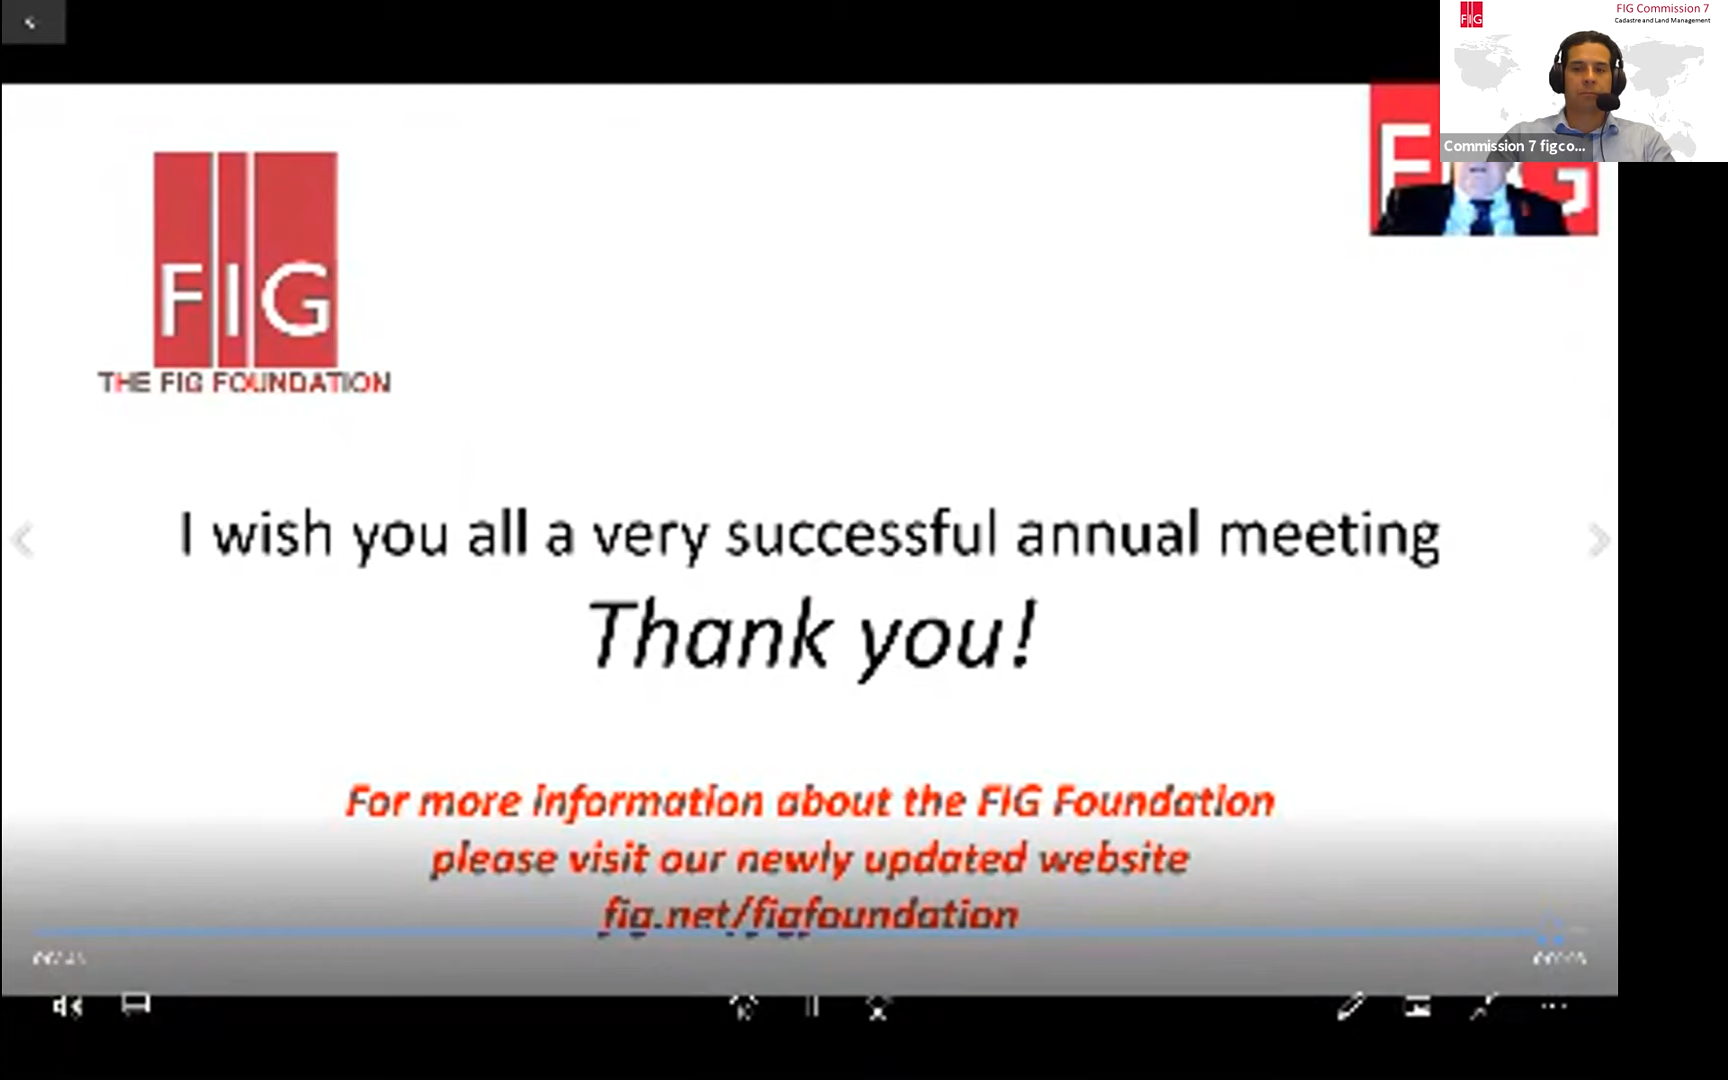 FIG Commission 7
Cadastre and Land Management
FIG
Commission 7 figco...
FIG
THE FIG FOUNDATION
I wish you all a very successful annual meeting
Thank you!
For more information about the FIG Foundation
please visit our newly updated website
fig.net/figfoundation